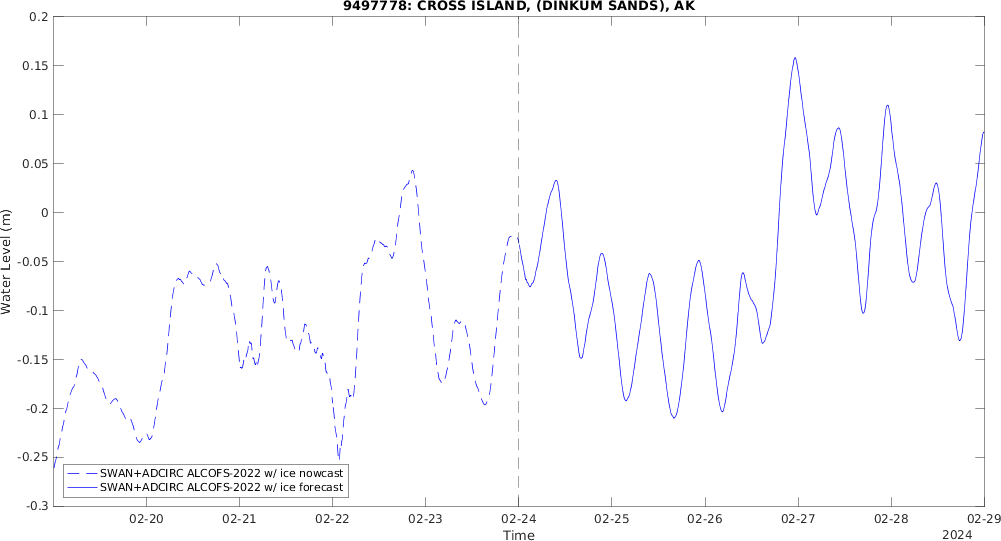 9497778: CROSS ISLAND, (DINKUM SANDS), AK
0.2
0.15
0.1
0.05
0
-0.05
-0.1
-0.15
-0.2
-0.25
-0.3
Water Level (m)
SWAN+ADCIRC ALCOFS-2022 w/ ice nowcast
SWAN+ADCIRC ALCOFS-2022 w/ ice forecast
02-20 02-21 02-22 02-23 02-24 02-25 02-26 02-27 02-28 02-29
Time
2024